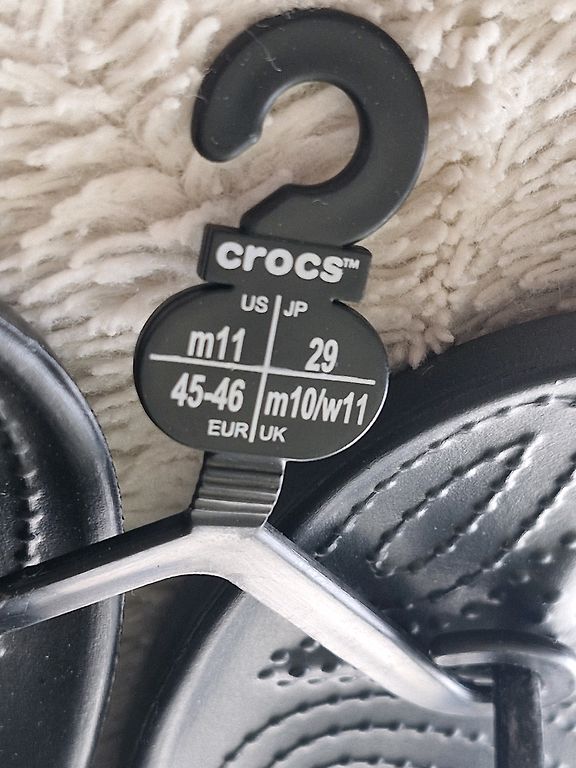 crocs™
US JP
m11 29
45-46 m10/w11
EUR UK